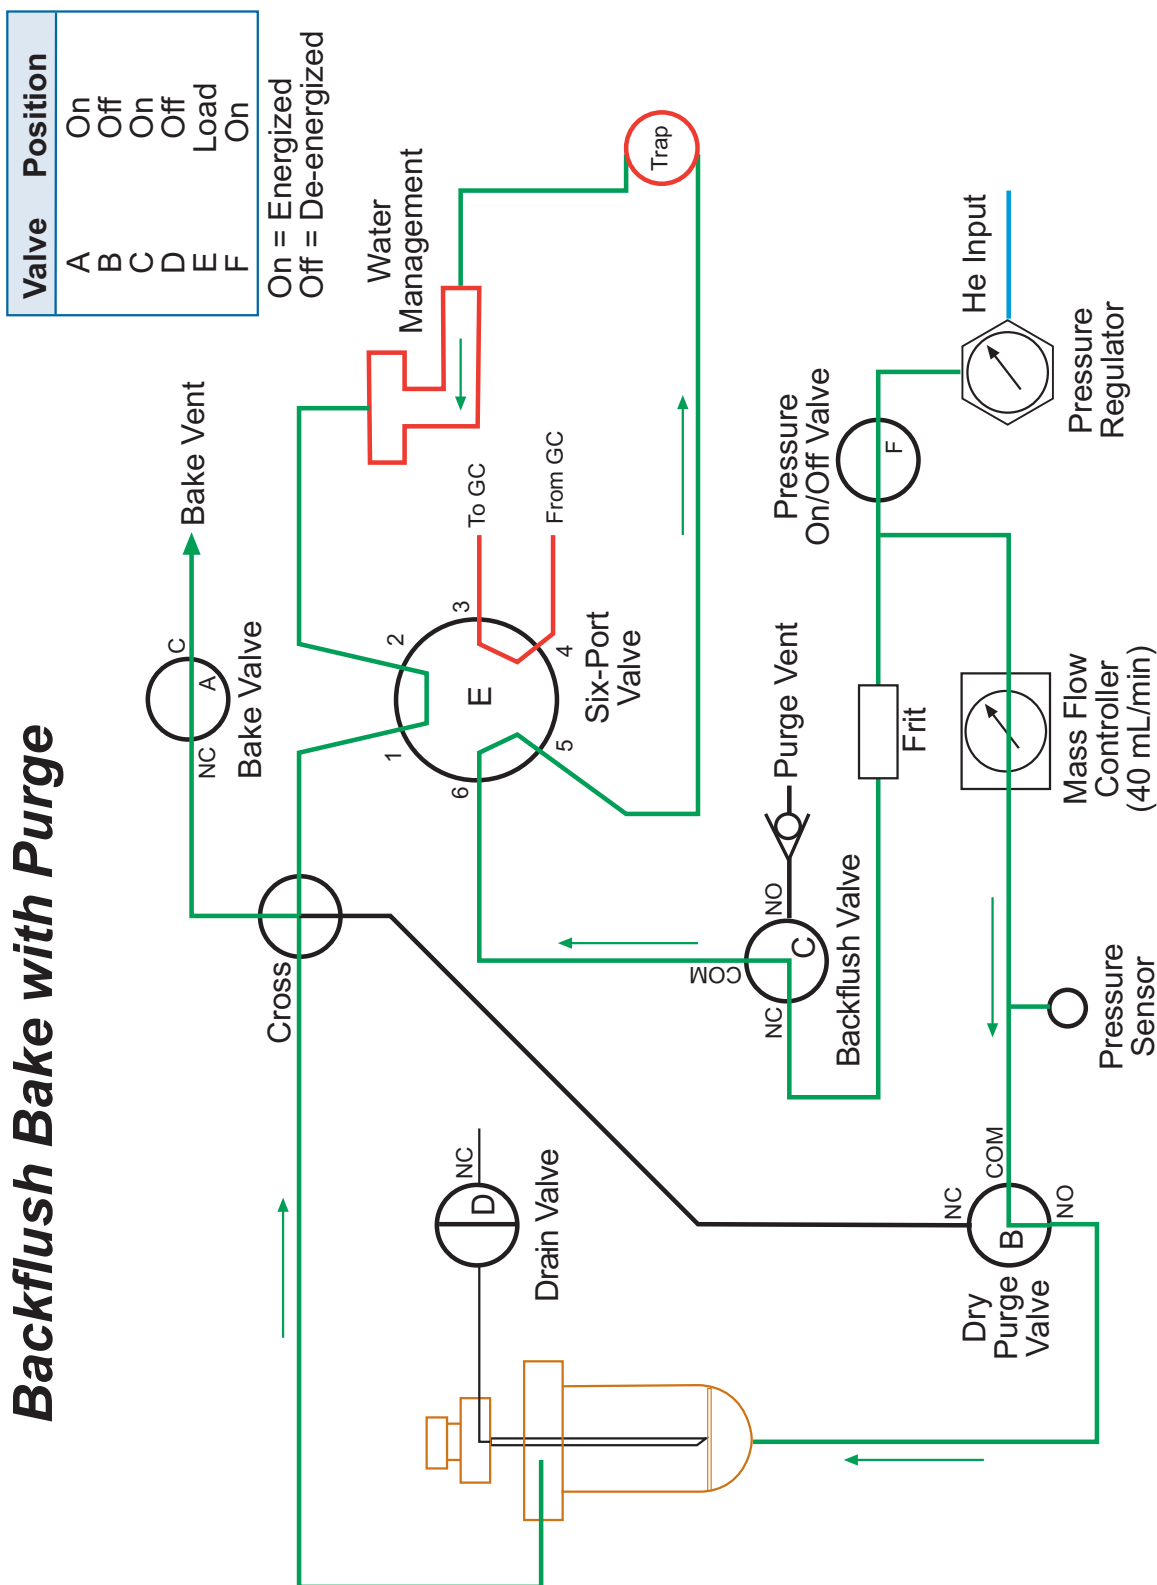 Backflush Bake with Purge
Valve Position
A On
B Off
C On
D Off
E Load
F On
On = Energized
Off = De-energized
Bake Vent
C
A
NC
Bake Valve
Water
Management
Trap
Cross
1
2
3
4
5
6
E
Six-Port
Valve
To GC
From GC
NC
D
Drain Valve
Purge Vent
NO
C
COM
NC
Backflush Valve
Frit
Pressure
On/Off Valve
F
He Input
Pressure
Regulator
Mass Flow
Controller
(40 mL/min)
Pressure
Sensor
NC
COM
B
NO
Dry
Purge
Valve